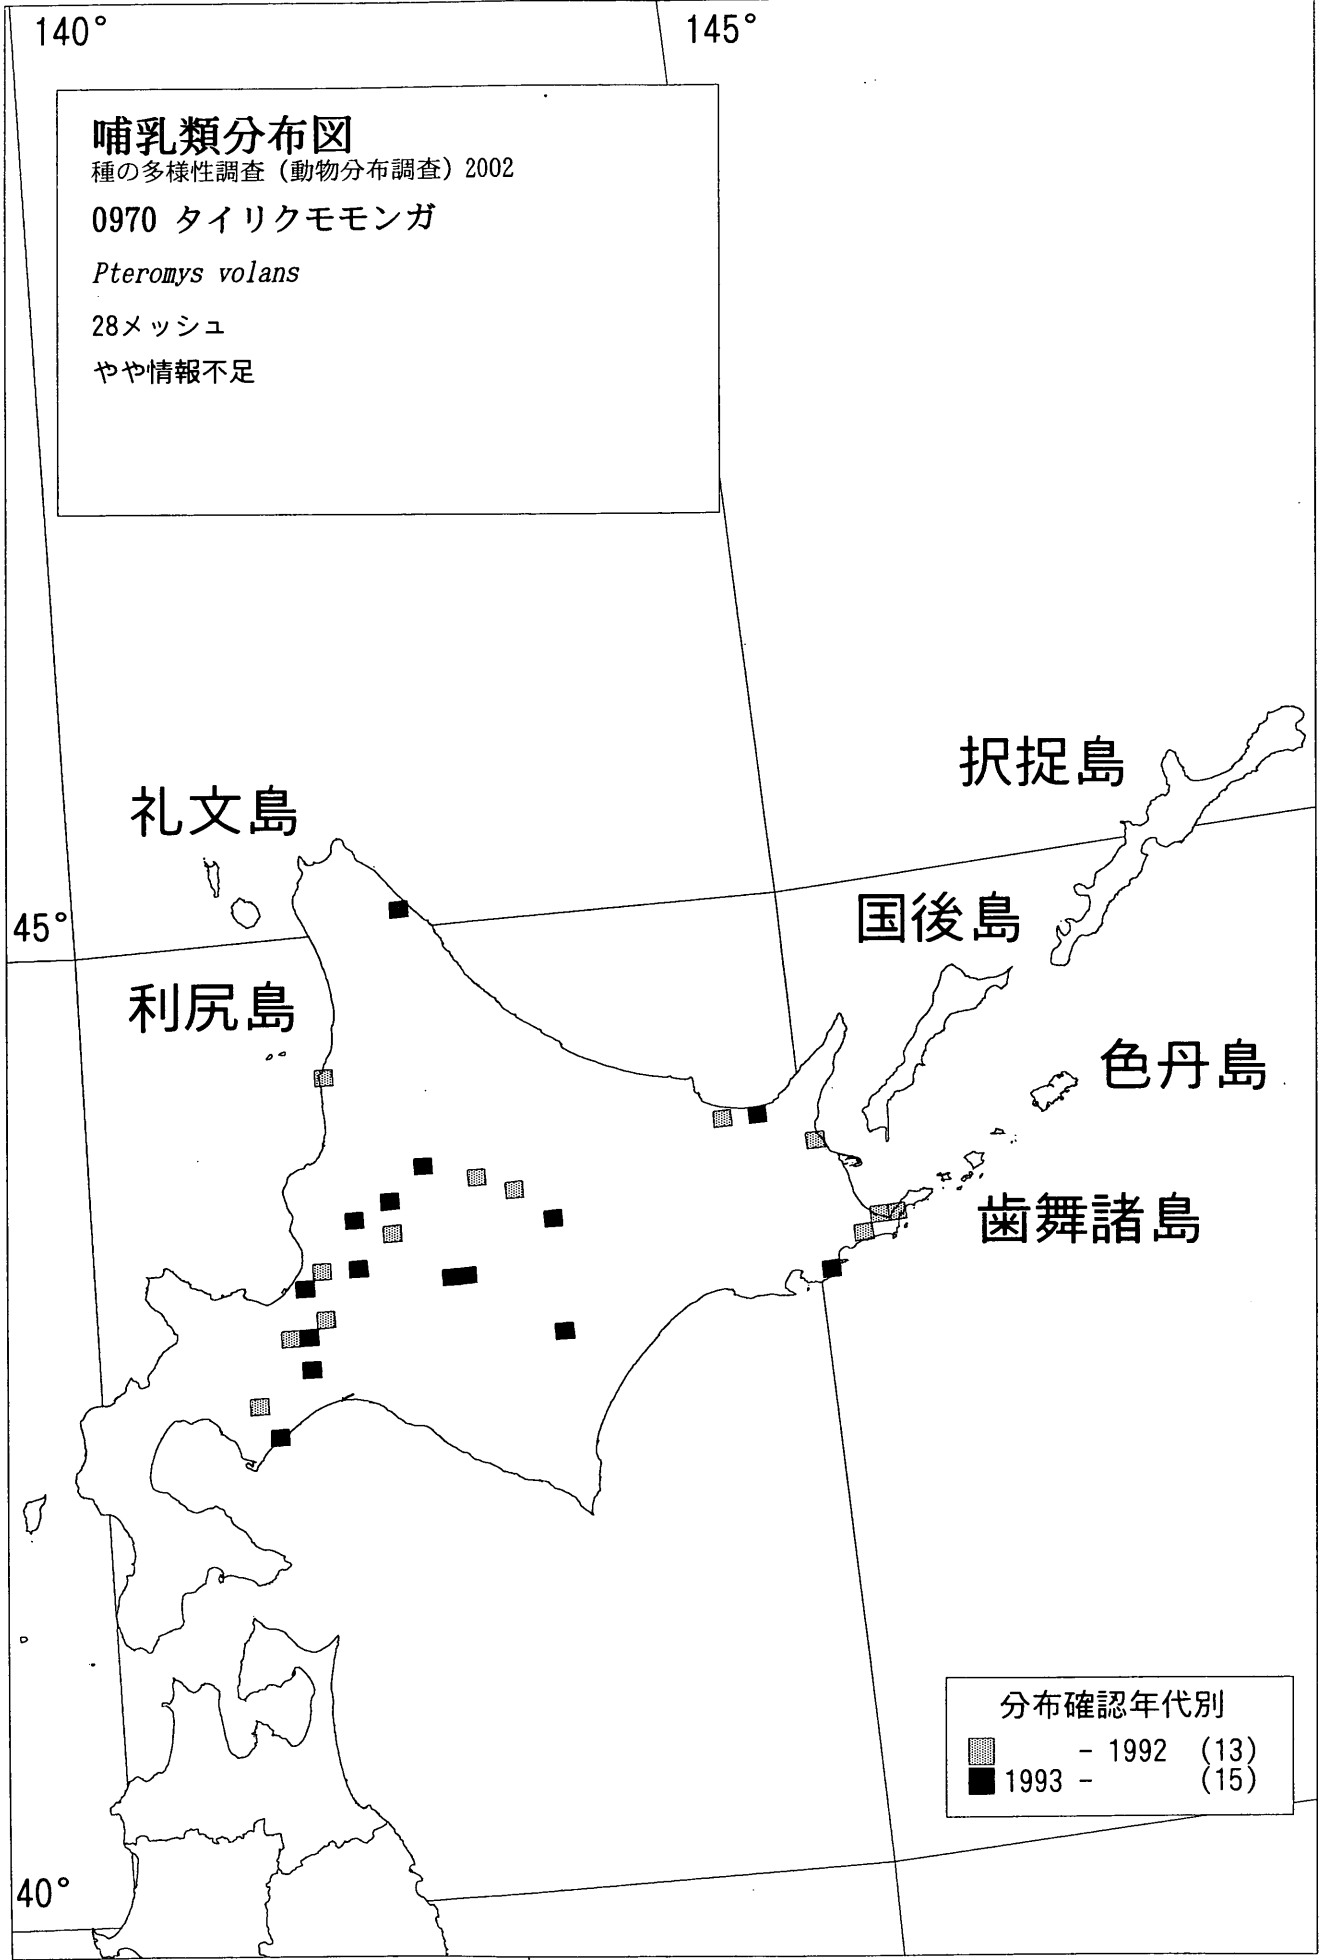 140°
145°
哺乳類分布図
種の多様性調査（動物分布調査）2002
0970 タイリクモモンガ
Pteromys volans
28メッシュ
やや情報不足
択捉島
礼文島
国後島
45°
利尻島
色丹島
歯舞諸島
分布確認年代別
- 1992 (13)
1993 - (15)
40°